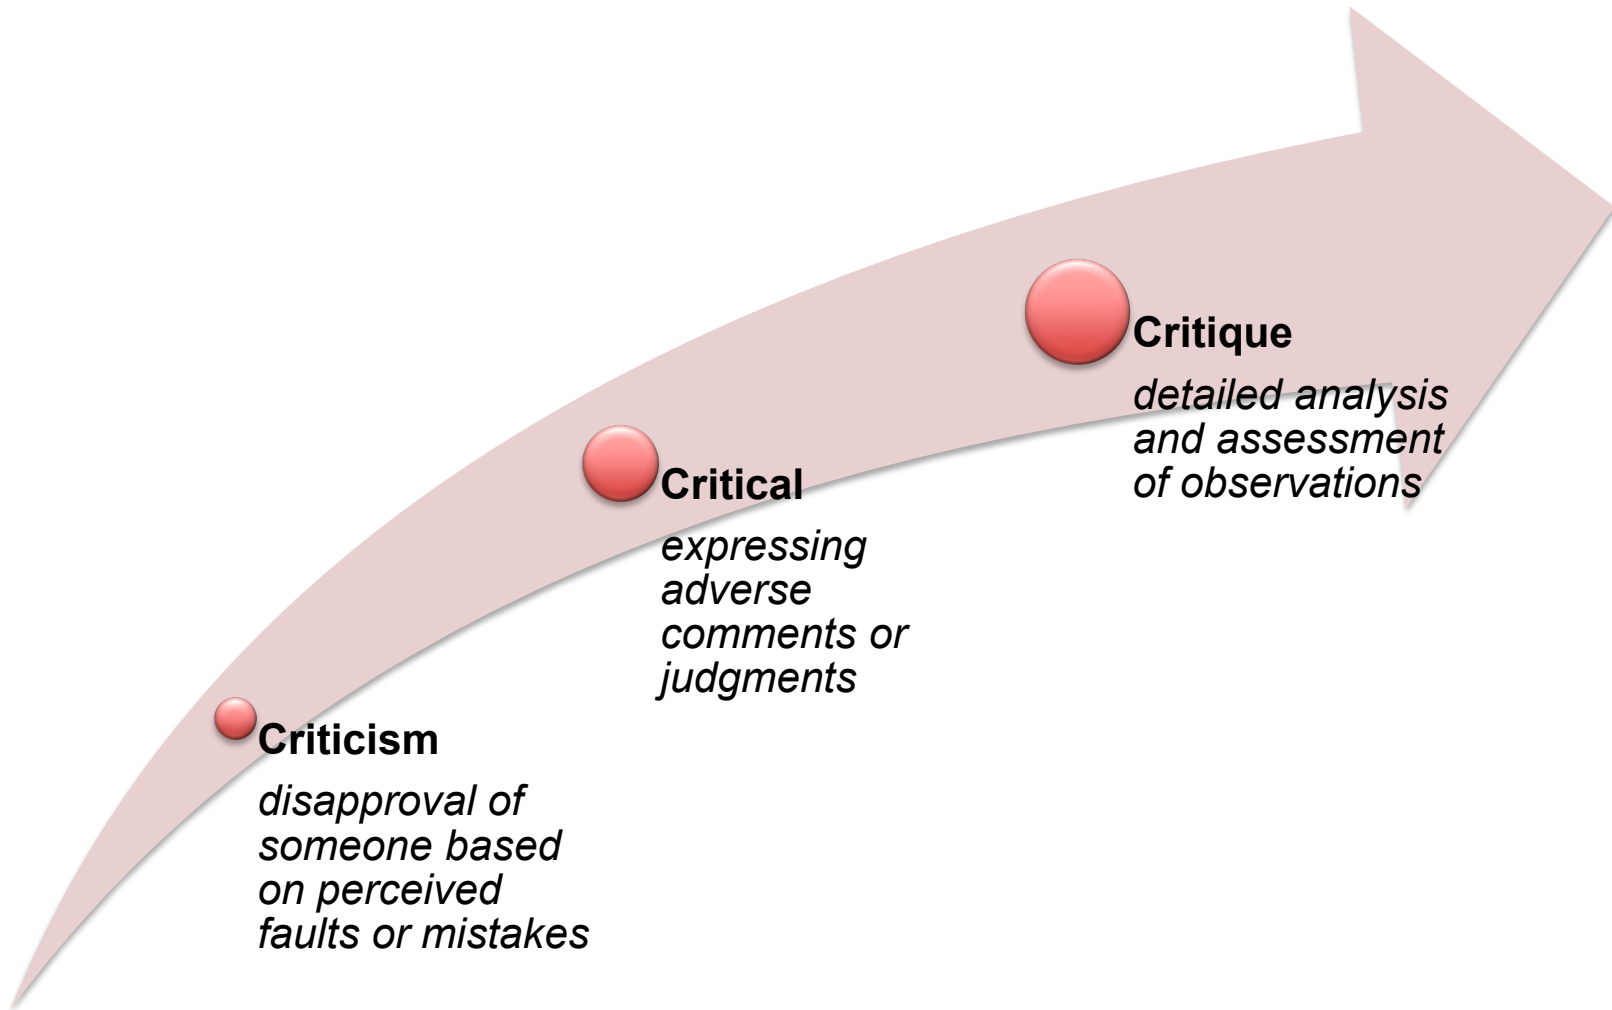 Critique
detailed analysis
and assessment
of observations
Critical
expressing
adverse
comments or
judgments
Criticism
disapproval of
someone based
on perceived
faults or mistakes